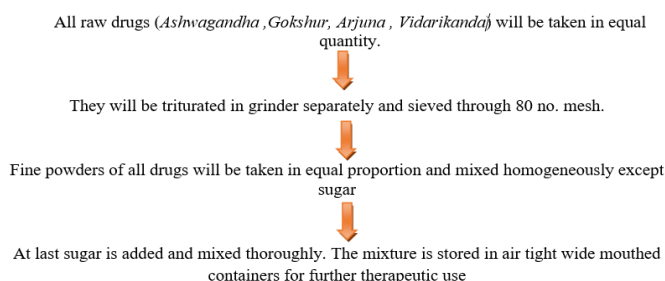 All raw drugs (Ashwagandha ,Gokshur, Arjuna , Vidarikanda) will be taken in equal
quantity.
They will be triturated in grinder separately and sieved through 80 no. mesh.
Fine powders of all drugs will be taken in equal proportion and mixed homogeneously except
sugar
At last sugar is added and mixed thoroughly. The mixture is stored in air tight wide mouthed
containers for further therapeutic use